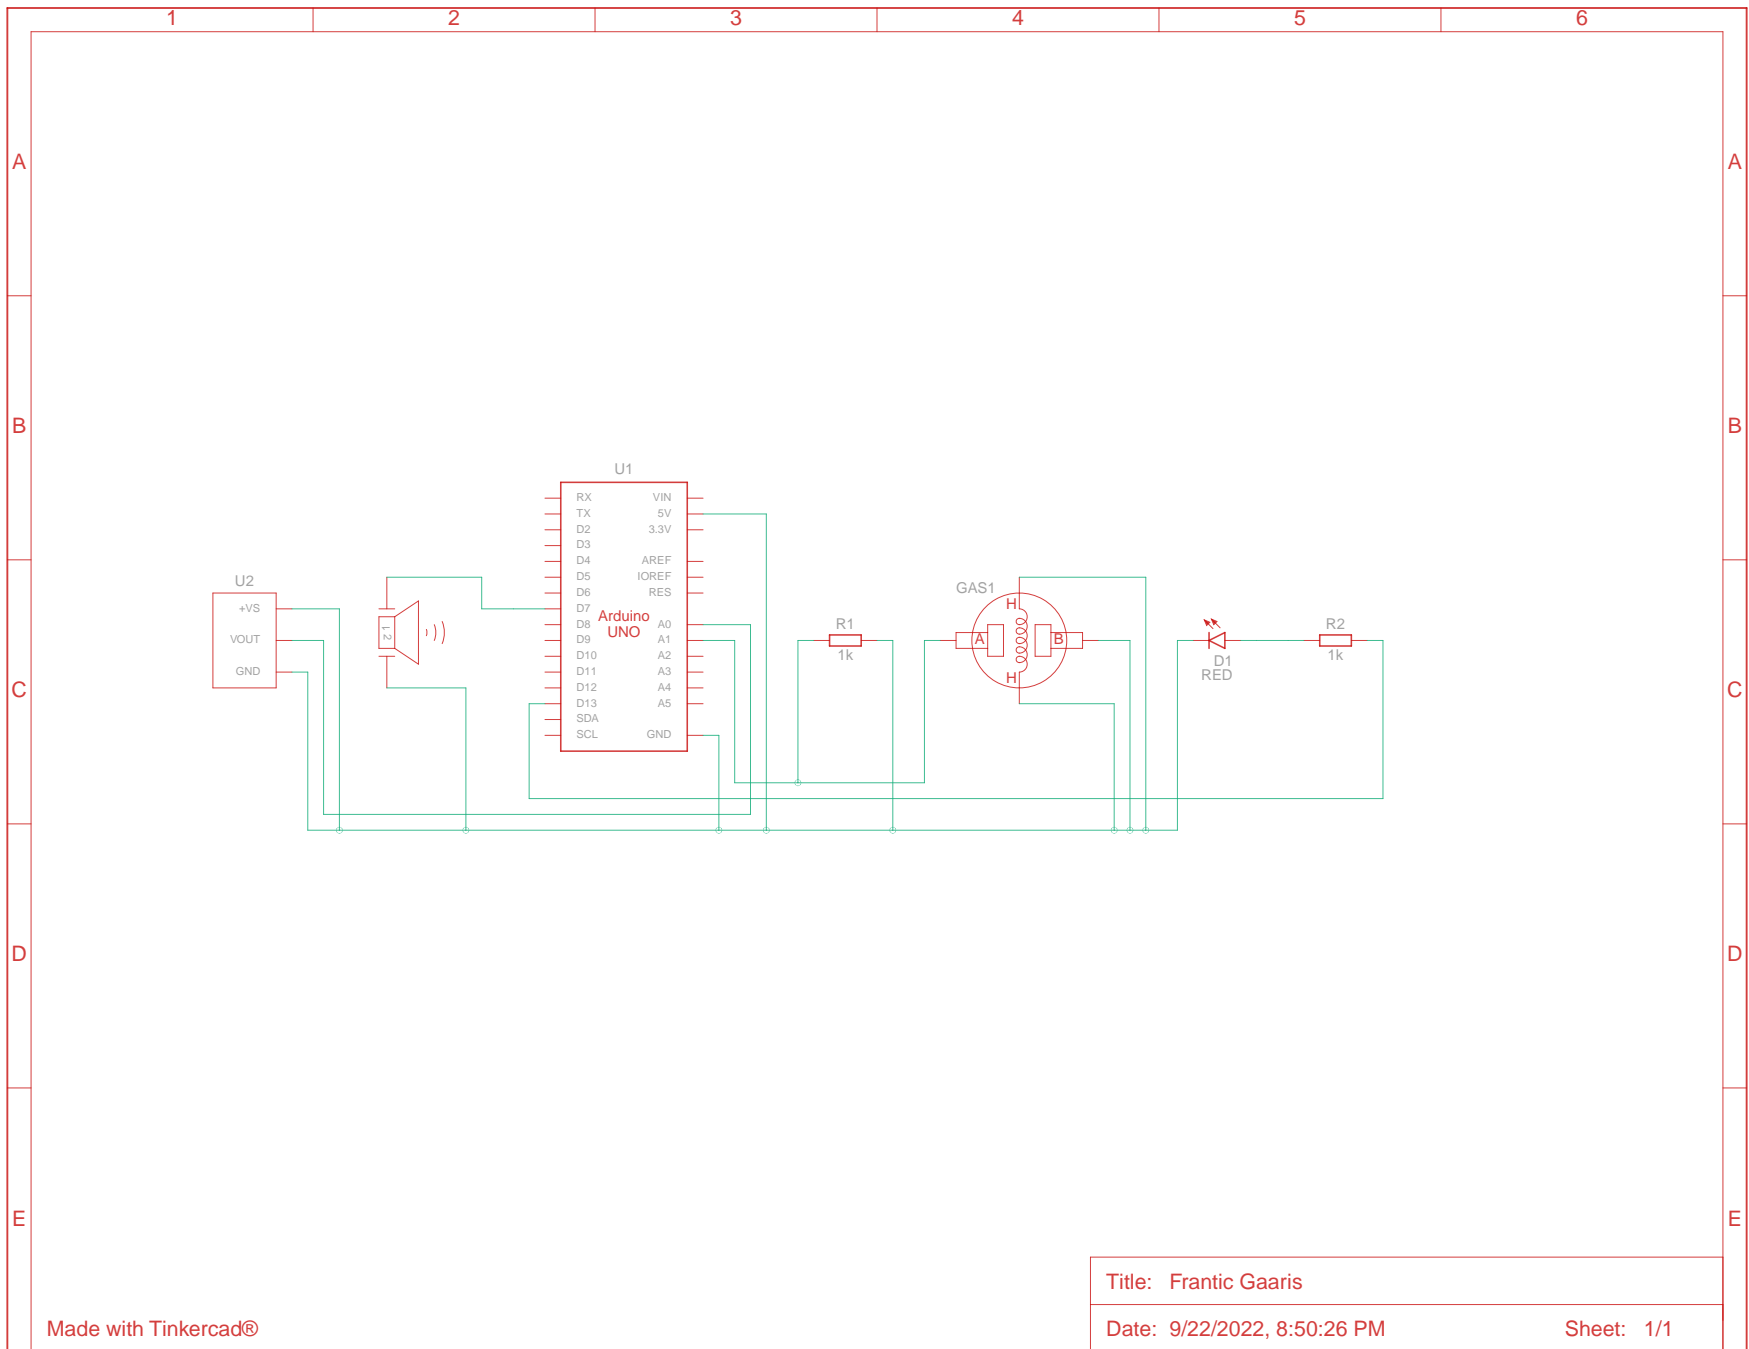 1 2 3 4 5 6
A A
B B
C C
D D
E E
U1
RX VIN
TX 5V
D2 3.3V
D3
D4 AREF
D5 IOREF
D6 RES
D7
Arduino
UNO
D8 A0
D9 A1
D10 A2
D11 A3
D12 A4
D13 A5
SDA
SCL GND
U2
+VS
VOUT
GND
R1
1k
GAS1
H
A B
H
D1
RED
R2
1k
Title: Frantic Gaaris
Made with Tinkercad® Date: 9/22/2022, 8:50:26 PM Sheet: 1/1